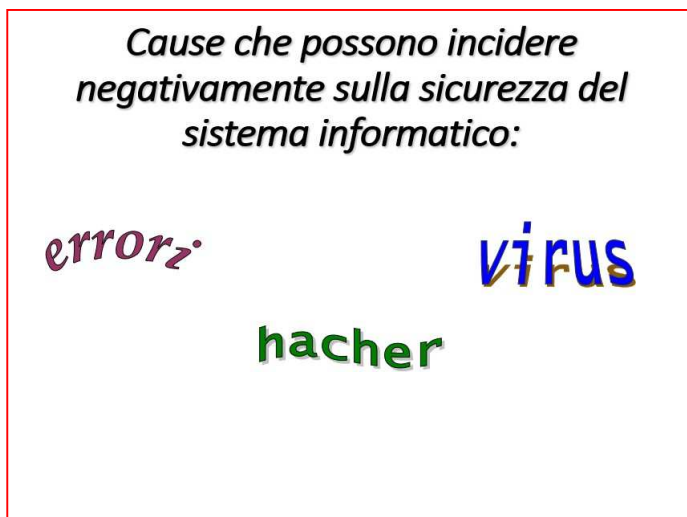 Cause che possono incidere
negativamente sulla sicurezza del
sistema informatico:
errori
virus
hacher